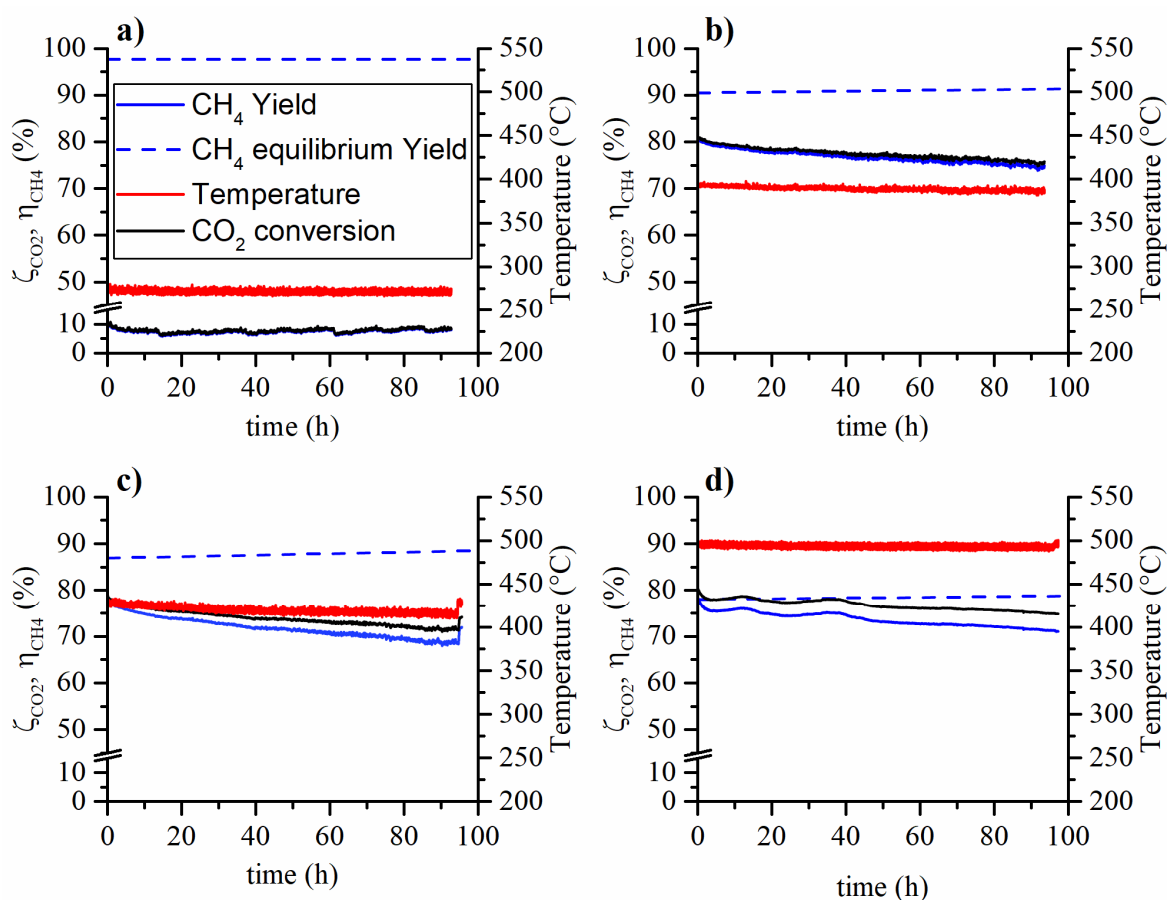 a)
100
90
80
70
60
50
10
0
ζCO2, ηCH4 (%)
CH4 Yield
CH4 equilibrium Yield
Temperature
CO2 conversion
550
500
450
400
350
300
250
200
Temperature (°C)
0 20 40 60 80 100
time (h)
b)
100
90
80
70
60
50
10
0
ζCO2, ηCH4 (%)
550
500
450
400
350
300
250
200
Temperature (°C)
0 20 40 60 80 100
time (h)
c)
100
90
80
70
60
50
10
0
ζCO2, ηCH4 (%)
550
500
450
400
350
300
250
200
Temperature (°C)
0 20 40 60 80 100
time (h)
d)
100
90
80
70
60
50
10
0
ζCO2, ηCH4 (%)
550
500
450
400
350
300
250
200
Temperature (°C)
0 20 40 60 80 100
time (h)